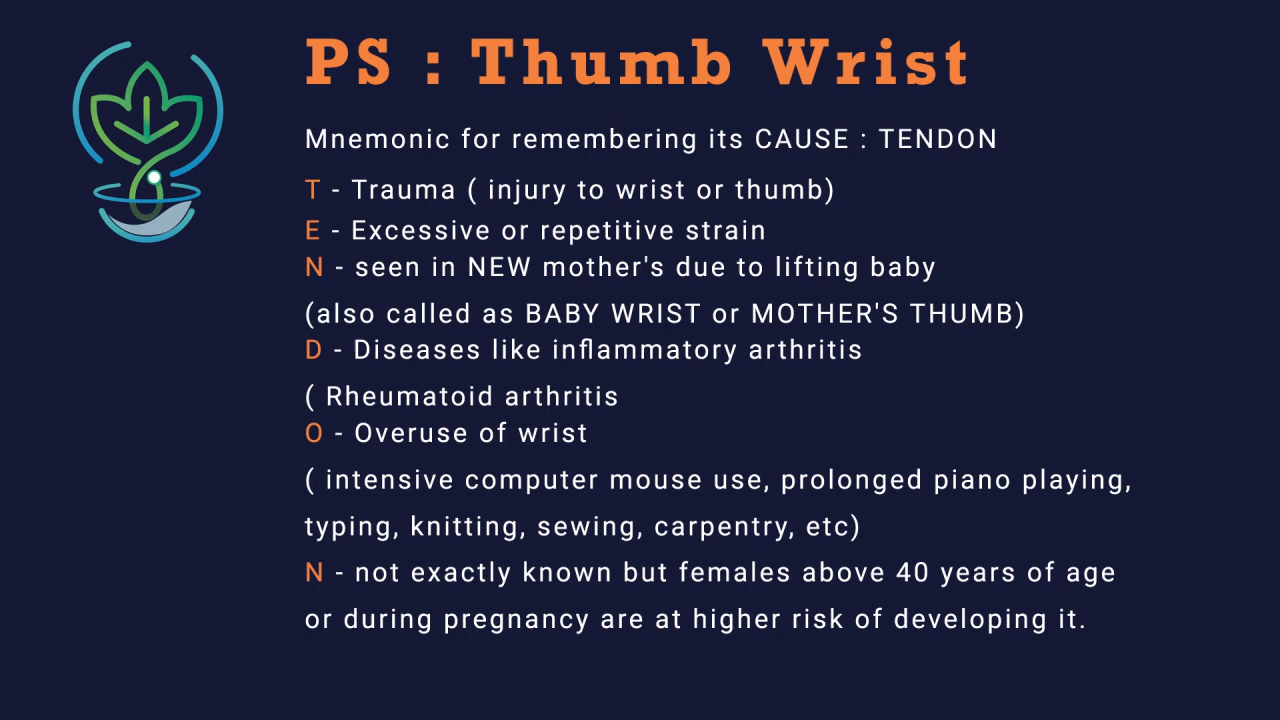 PS : Thumb Wrist
Mnemonic for remembering its CAUSE : TENDON
T - Trauma ( injury to wrist or thumb)
E - Excessive or repetitive strain
N - seen in NEW mother's due to lifting baby
(also called as BABY WRIST or MOTHER'S THUMB)
D - Diseases like inflammatory arthritis
( Rheumatoid arthritis
O - Overuse of wrist
( intensive computer mouse use, prolonged piano playing,
typing, knitting, sewing, carpentry, etc)
N - not exactly known but females above 40 years of age
or during pregnancy are at higher risk of developing it.